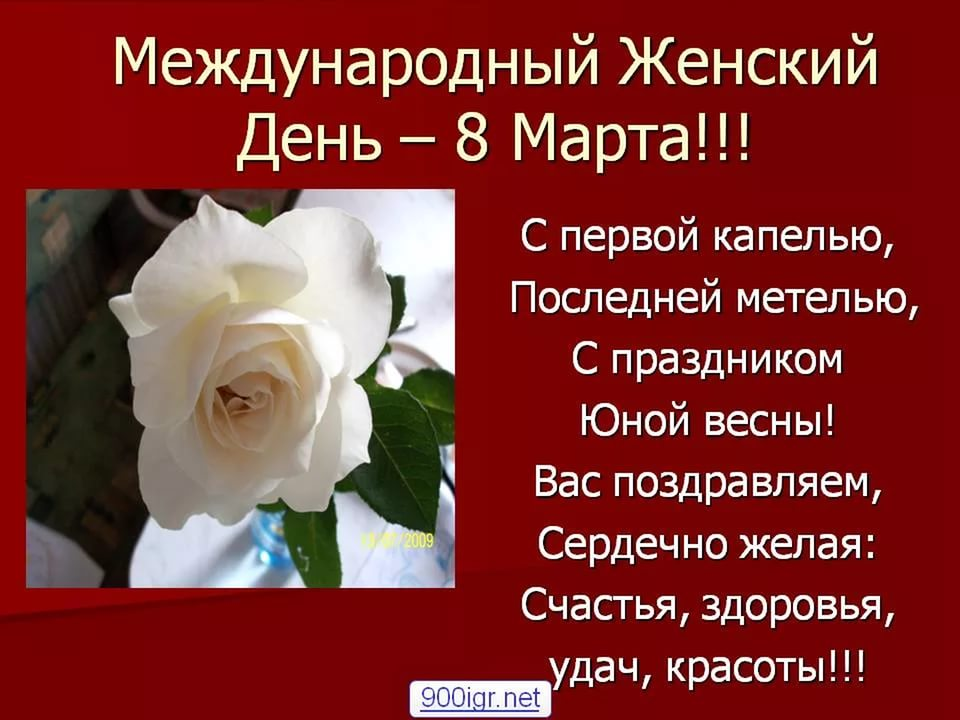 Международный Женский
День – 8 Марта!!!
С первой капелью,
Последней метелью,
С праздником
Юной весны!
Вас поздравляем,
Сердечно желая:
Счастья, здоровья,
удач, красоты!!!
900igr.net